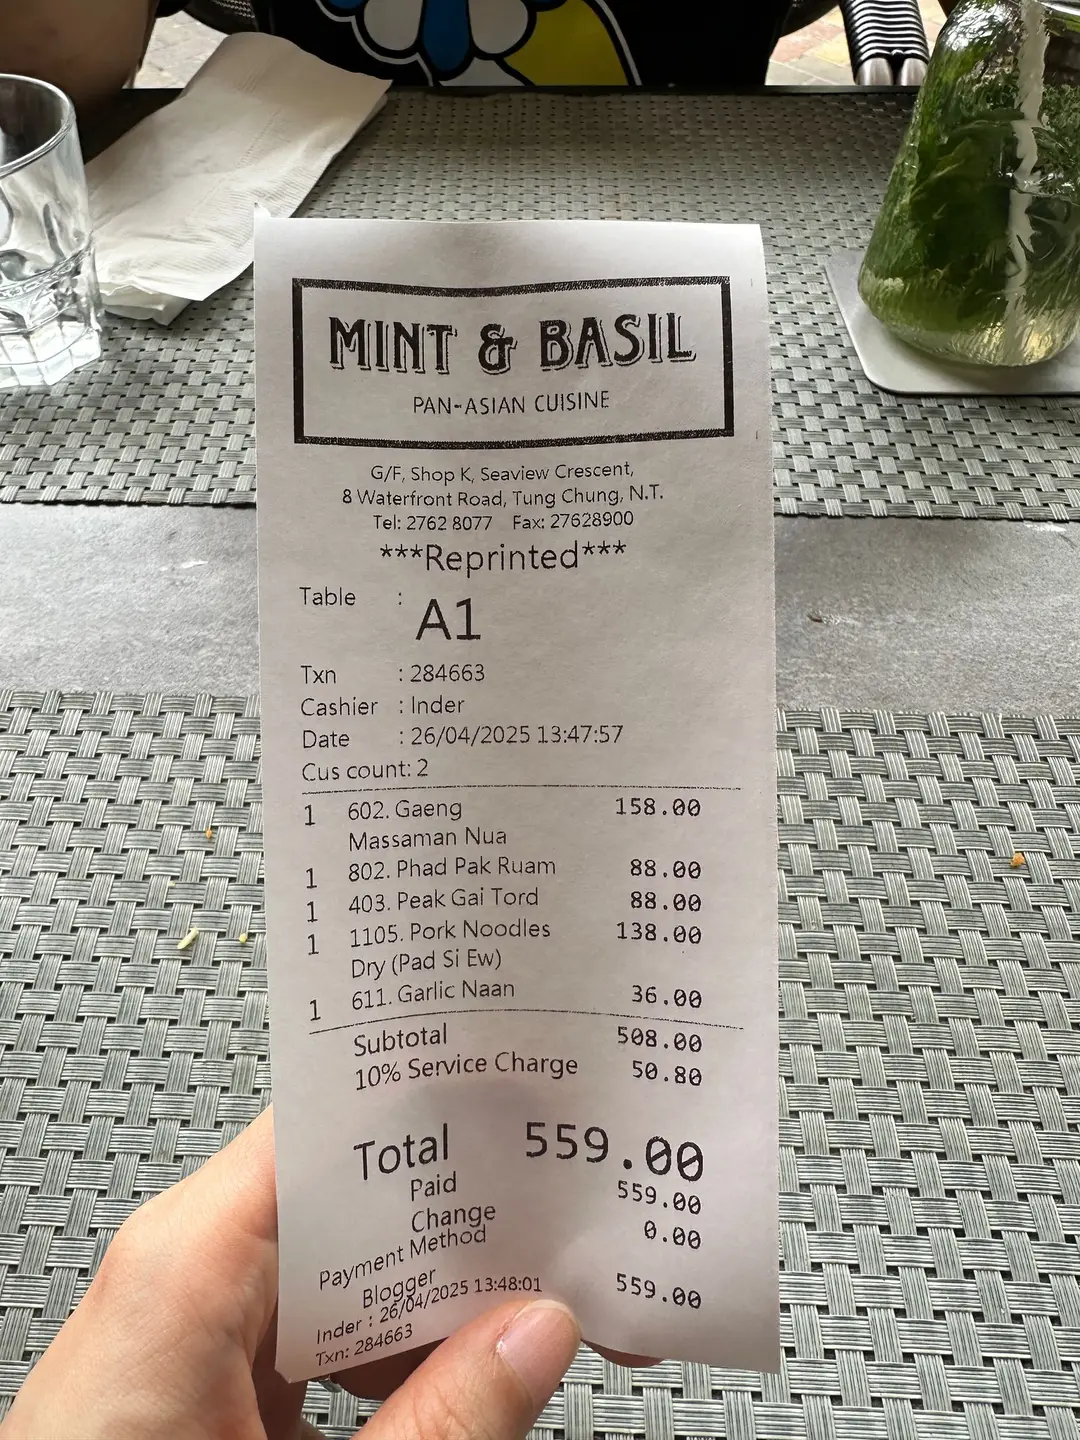 MINT & BASIL
PAN-ASIAN CUISINE
G/F, Shop K, Seaview Crescent,
8 Waterfront Road, Tung Chung, N.T.
Tel: 2762 8077 Fax: 27628900
***Reprinted***
Table : A1
Txn : 284663
Cashier : Inder
Date : 26/04/2025 13:47:57
Cus count: 2
1 602. Gaeng 158.00
Massaman Nua
1 802. Phad Pak Ruam 88.00
1 403. Peak Gai Tord 88.00
1 1105. Pork Noodles 138.00
Dry (Pad Si Ew)
1 611. Garlic Naan 36.00
Subtotal 508.00
10% Service Charge 50.80
Total 559.00
Paid 559.00
Change 0.00
Payment Method
Blogger 559.00
Inder : 26/04/2025 13:48:01
Txn: 284663